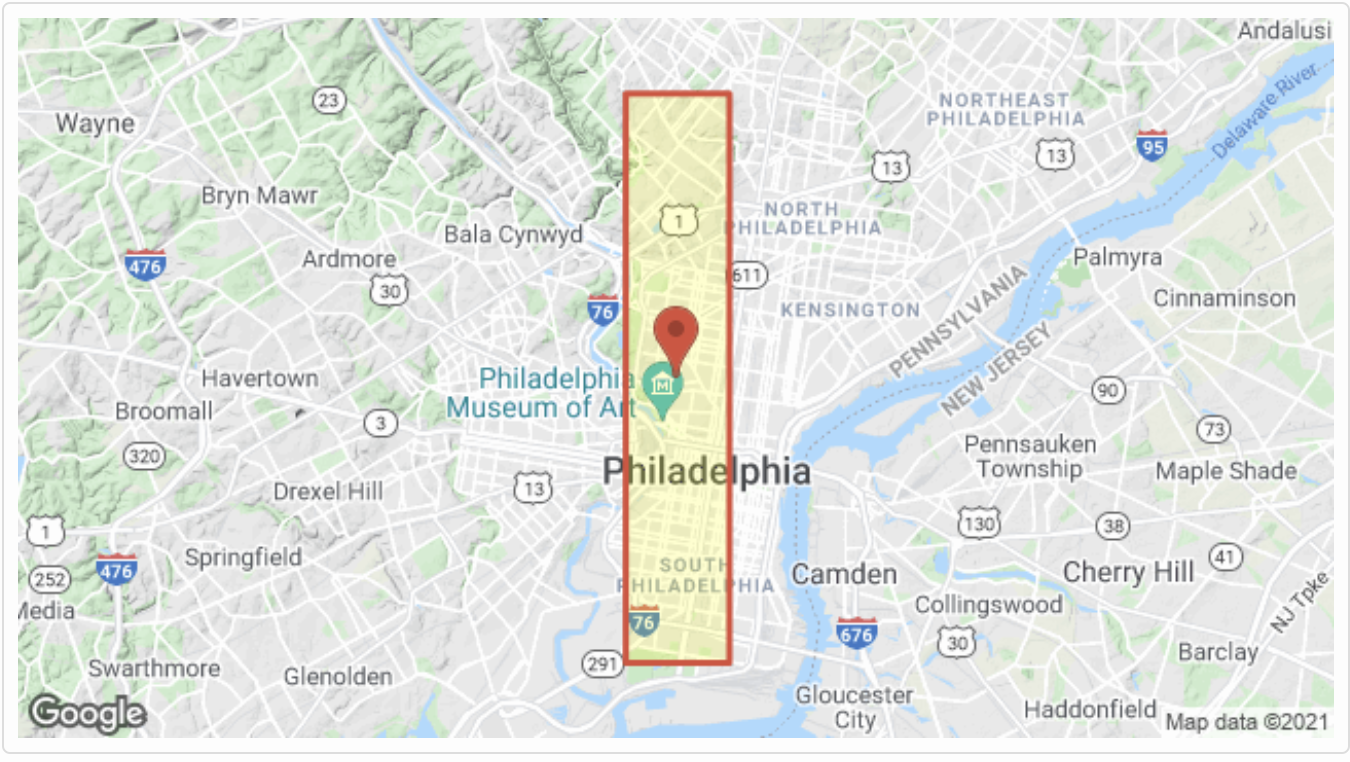 Andalusi
23
Wayne
NORTHEAST
PHILADELPHIA
Delaware River
95
13
13
Bryn Mawr
NORTH
PHILADELPHIA
1
Bala Cynwyd
476
Ardmore
611
Palmyra
30
76
KENSINGTON
PENNSYLVANIA
Cinnaminson
NEW JERSEY
Havertown
Philadelphia
Museum of Art
M
90
Broomall
3
73
320
Pennsauken
Township
Maple Shade
Philadelphia
Drexel Hill
13
130
38
1
476
Springfield
252
SOUTH
PHILADELPHIA
Camden
Cherry Hill
41
Media
Collingswood
NJ Tpke
76
676
30
Barclay
Swarthmore
Glenolden
291
Gloucester
City
Haddonfield
Google
Map data ©2021